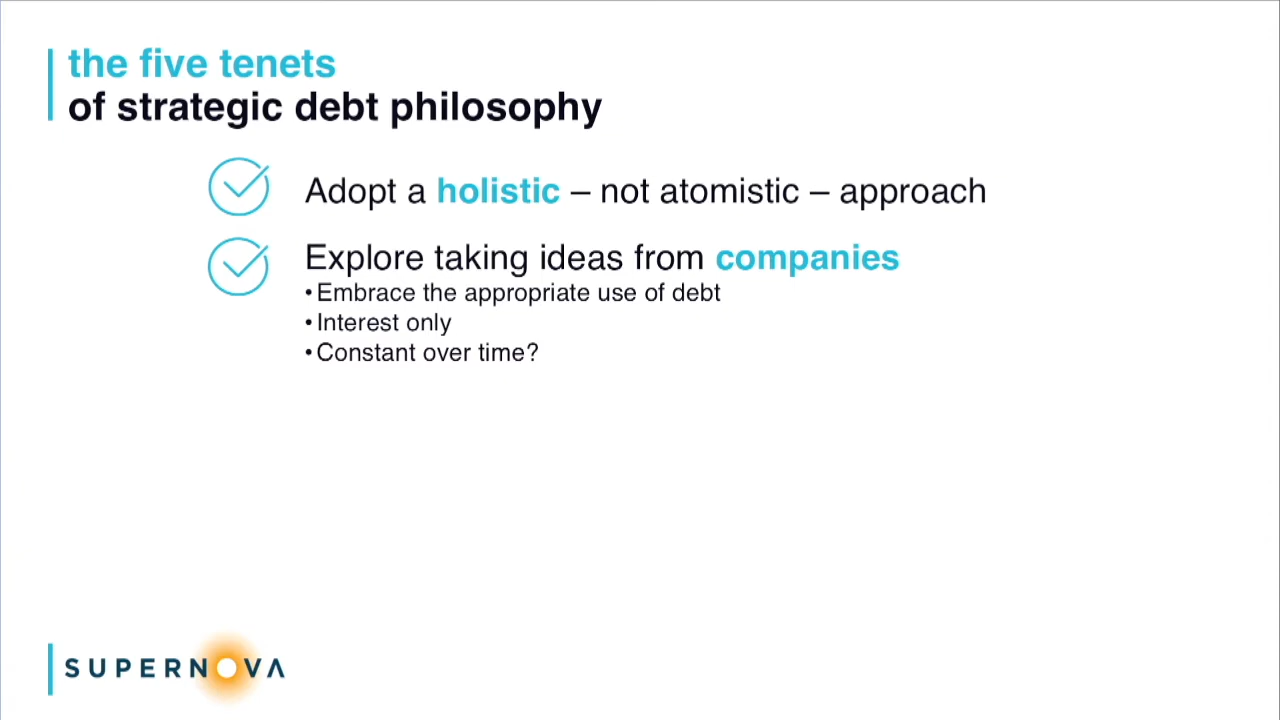 the five tenets
of strategic debt philosophy
Adopt a holistic – not atomistic – approach
Explore taking ideas from companies
•Embrace the appropriate use of debt
•Interest only
•Constant over time?
SUPERNOVA